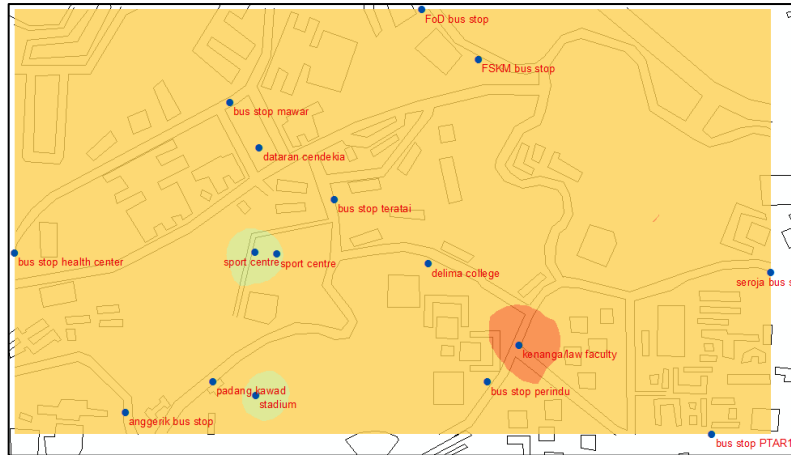 FoD bus stop
FSKM bus stop
bus stop mawar
dataran cendekia
bus stop teratai
bus stop health center
sport centre
sport centre
delima college
seroja bus s
kenanga/law faculty
padang kawad
bus stop perindu
stadium
anggerik bus stop
bus stop PTAR1